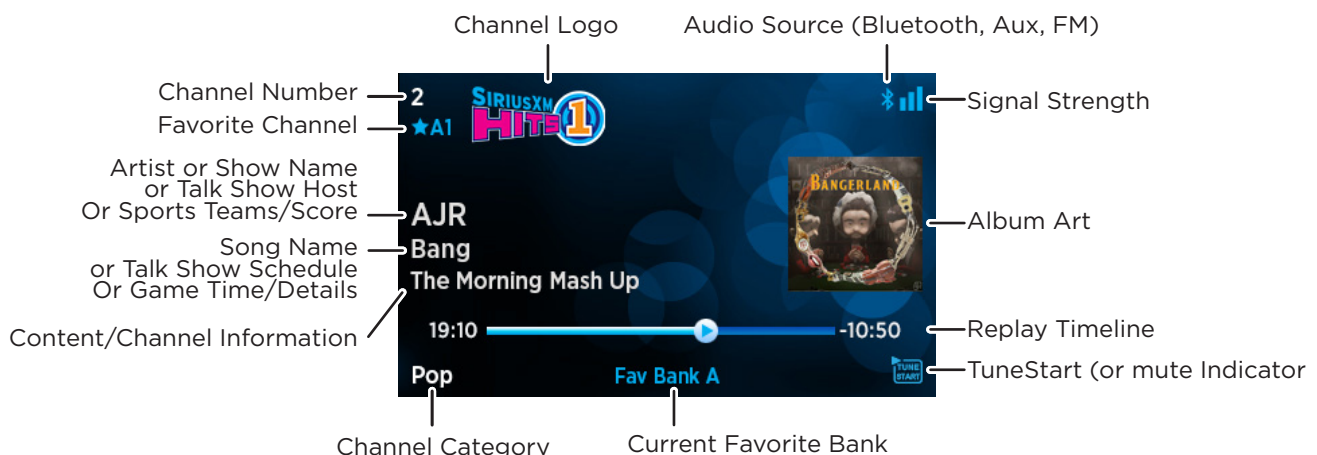 Channel Logo
Audio Source (Bluetooth, Aux, FM)
Channel Number
Favorite Channel
Artist or Show Name
or Talk Show Host
Or Sports Teams/Score
Song Name
or Talk Show Schedule
Or Game Time/Details
Content/Channel Information
2
★A1
SIRIUSXM
HITS 1
AJR
Bang
The Morning Mash Up
BANGERLAND
19:10
-10:50
Pop
Fav Bank A
TUNE
START
Signal Strength
Album Art
Replay Timeline
TuneStart (or mute Indicator
Channel Category
Current Favorite Bank